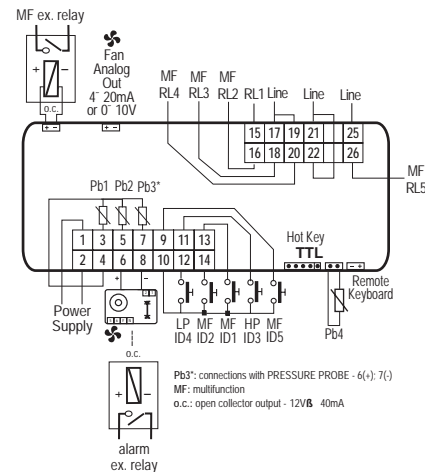 MF ex. relay
+ -
o.c.
+ -
Fan
Analog
Out
4¯ 20mA
or 0¯ 10V
+ -
MF RL4
MF RL3
MF RL2
RL1
Line
Line
Line
15 17 19 21 25
16 18 20 22 26
MF
RL5
Pb1 Pb2 Pb3*
1 3 5 7 9 11 13
2 4 6 8 10 12 14
Hot Key
TTL
- +
Remote
Keyboard
Pb4
+ -
Power
Supply
LP ID4
MF ID2
MF ID1
HP ID3
MF ID5
o.c.
+ -
alarm
ex. relay
Pb3*: connections with PRESSURE PROBE - 6(+); 7(-)
MF: multifunction
o.c.: open collector output - 12Vß 40mA